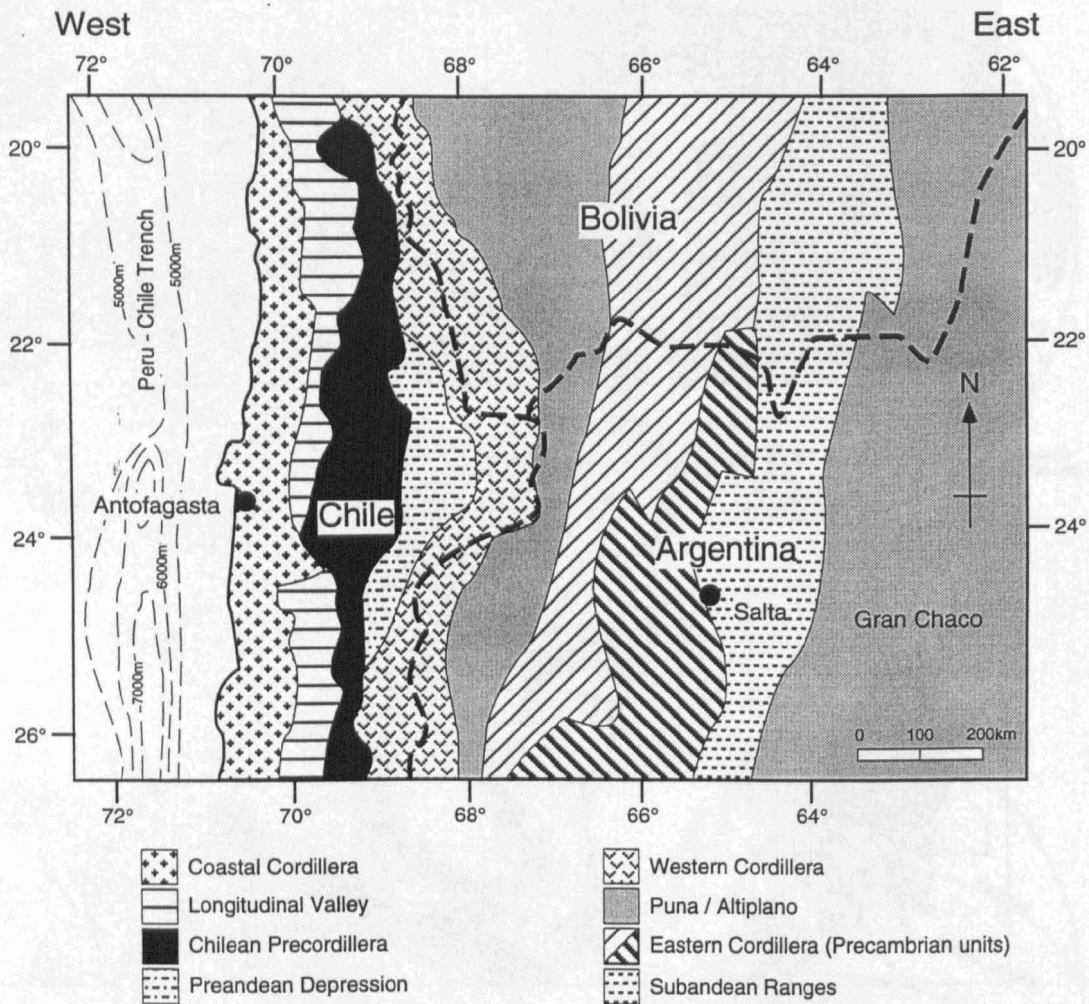 West
East
72° 70° 68° 66° 64° 62°
20° 20°
5000m
Peru - Chile Trench
5000m
Bolivia
22° 22°
N
Antofagasta
Chile
24° 24°
Argentina
6000m
Salta
Gran Chaco
7000m
26° 26°
0 100 200km
72° 70° 68° 66° 64°
Coastal Cordillera
Longitudinal Valley
Chilean Precordillera
Preandean Depression
Western Cordillera
Puna / Altiplano
Eastern Cordillera (Precambrian units)
Subandean Ranges